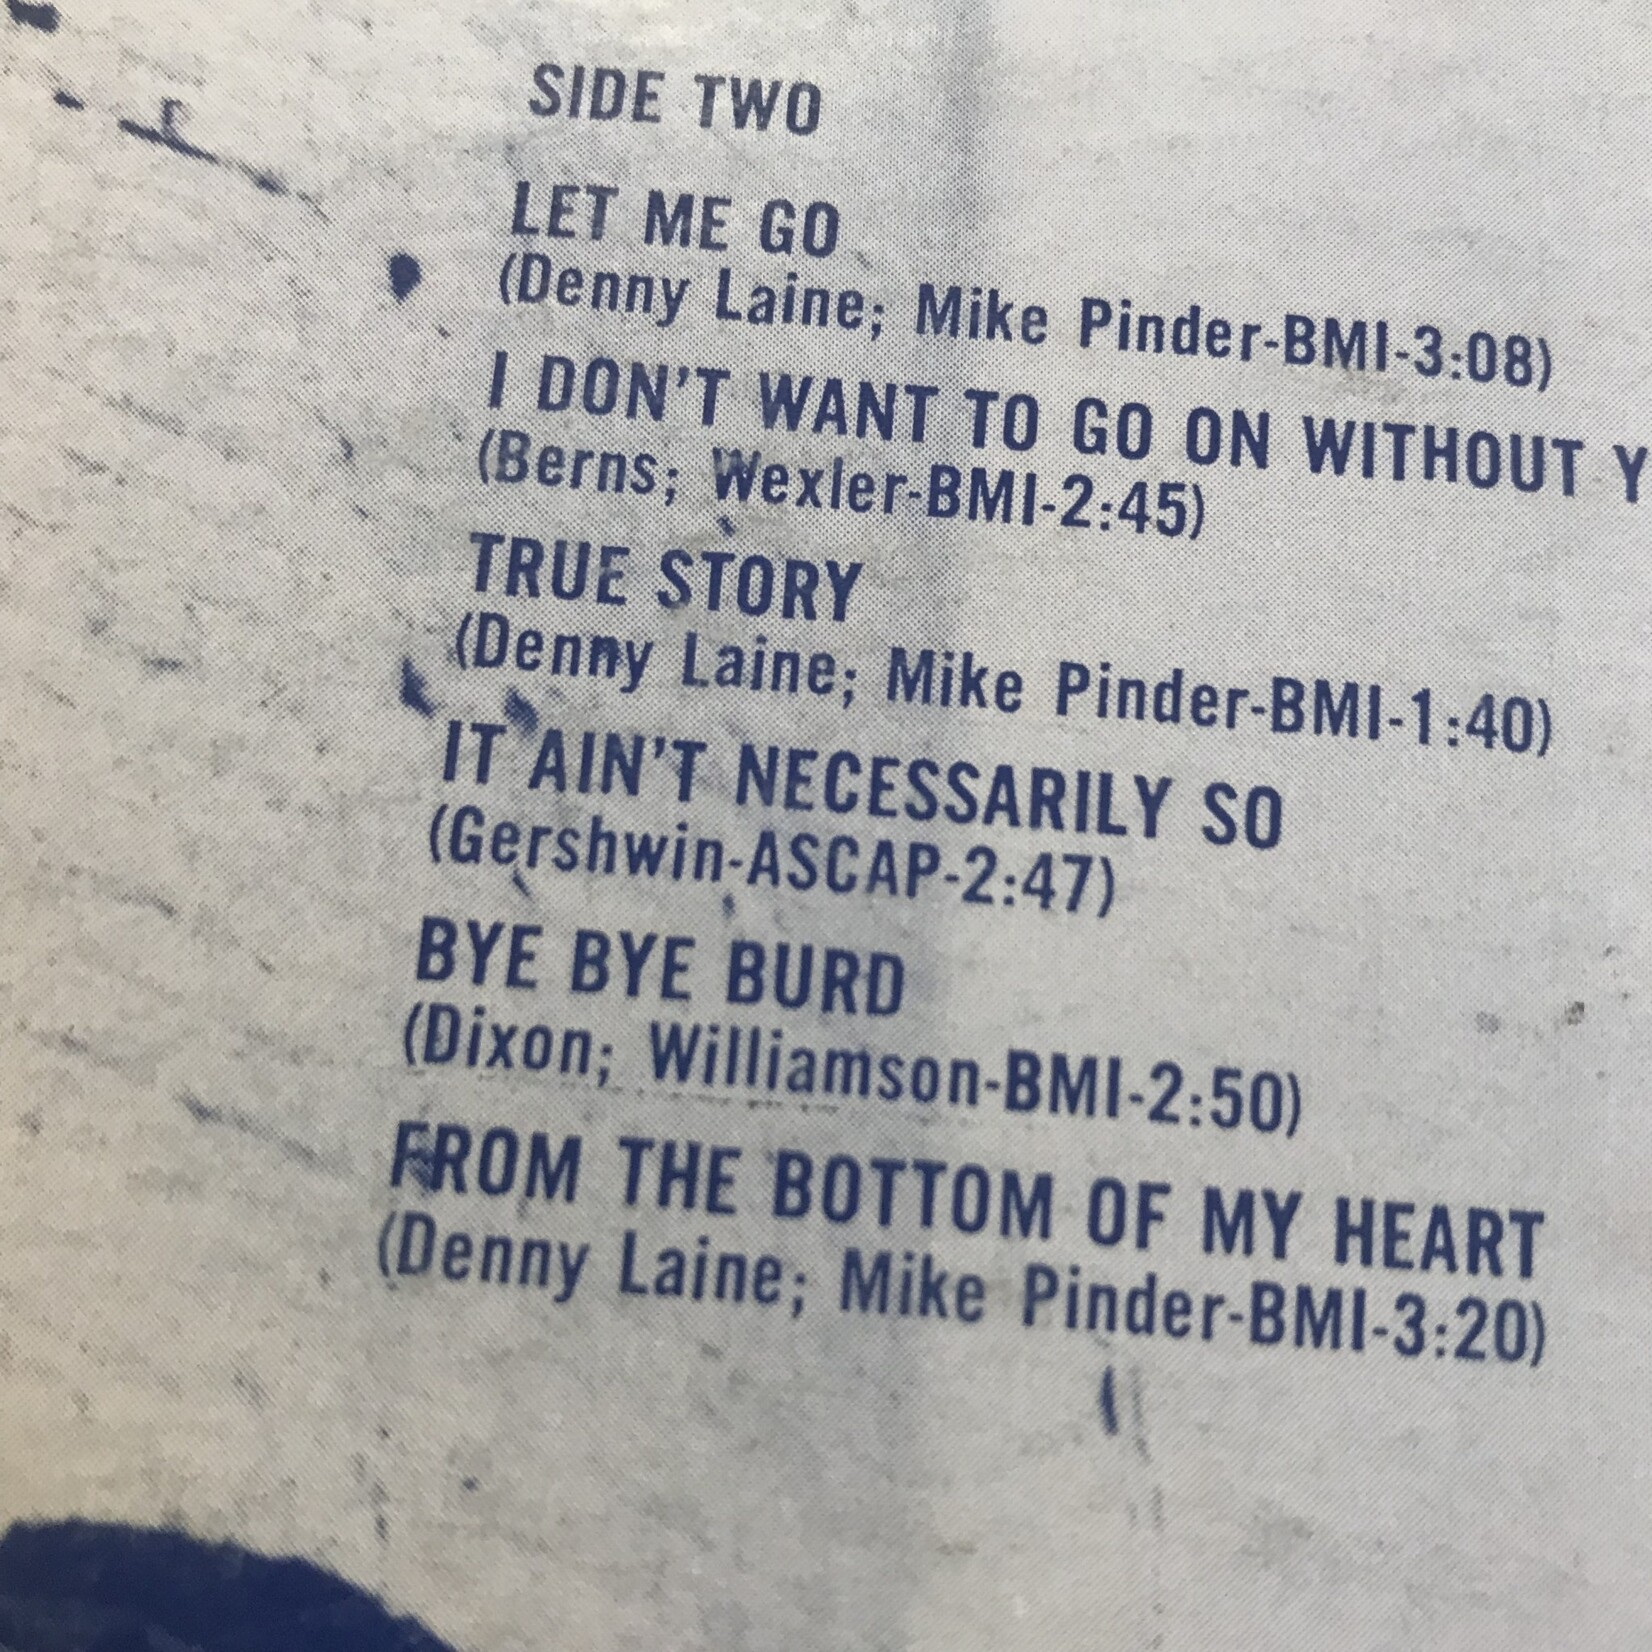 SIDE TWO
LET ME GO
(Denny Laine; Mike Pinder-BMI-3:08)
I DON'T WANT TO GO ON WITHOUT Y
(Berns; Wexler-BMI-2:45)
TRUE STORY
(Denny Laine; Mike Pinder-BMI-1:40)
IT AIN'T NECESSARILY SO
(Gershwin-ASCAP-2:47)
BYE BYE BURD
(Dixon; Williamson-BMI-2:50)
FROM THE BOTTOM OF MY HEART
(Denny Laine; Mike Pinder-BMI-3:20)